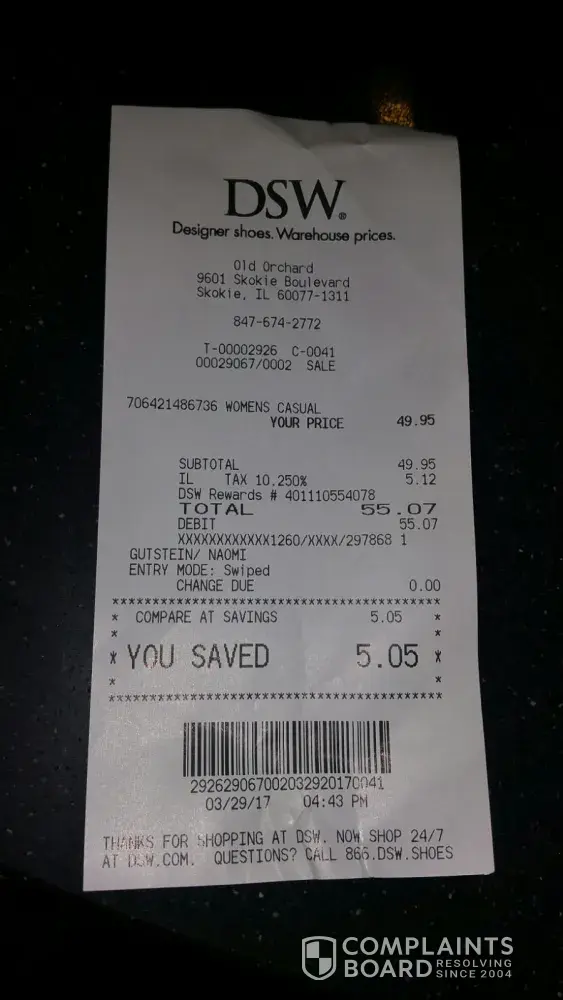 DSW®
Designer shoes. Warehouse prices.
Old Orchard
9601 Skokie Boulevard
Skokie, IL 60077-1311
847-674-2772
T-00002926 C-0041
00029067/0002 SALE
706421486736 WOMENS CASUAL
YOUR PRICE 49.95
SUBTOTAL 49.95
IL TAX 10.250% 5.12
DSW Rewards # 401110554078
TOTAL 55.07
DEBIT 55.07
XXXXXXXXXXXX1260/XXXX/297868 1
GUTSTEIN/ NAOMI
ENTRY MODE: Swiped
CHANGE DUE 0.00
****************************************
* COMPARE AT SAVINGS 5.05 *
* *
* YOU SAVED 5.05 *
* *
****************************************
292629067002032920170041
03/29/17 04:43 PM
THANKS FOR SHOPPING AT DSW. NOW SHOP 24/7
AT DSW.COM. QUESTIONS? CALL 866.DSW.SHOES
COMPLAINTS
BOARD RESOLVING
SINCE 2004